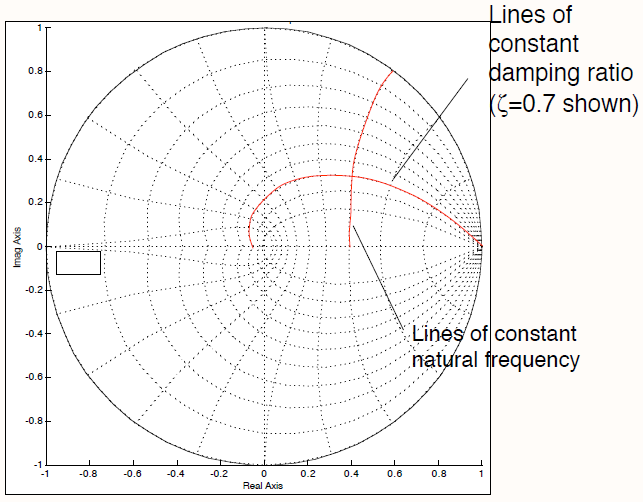 Lines of
constant
damping ratio
(ζ=0.7 shown)
1
0.8
0.6
0.4
0.2
0
-0.2
-0.4
-0.6
-0.8
-1
Imag Axis
Lines of constant
natural frequency
-1 -0.8 -0.6 -0.4 -0.2 0 0.2 0.4 0.6 0.8 1
Real Axis